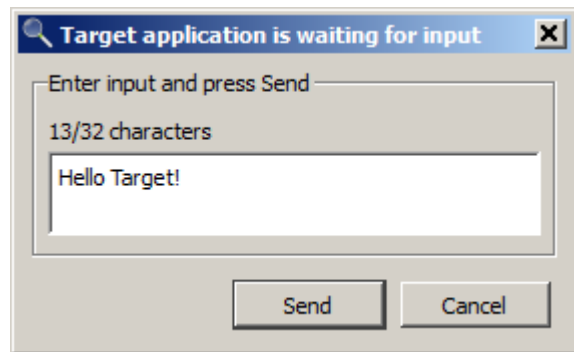 Target application is waiting for input
Enter input and press Send
13/32 characters
Hello Target!
Send
Cancel